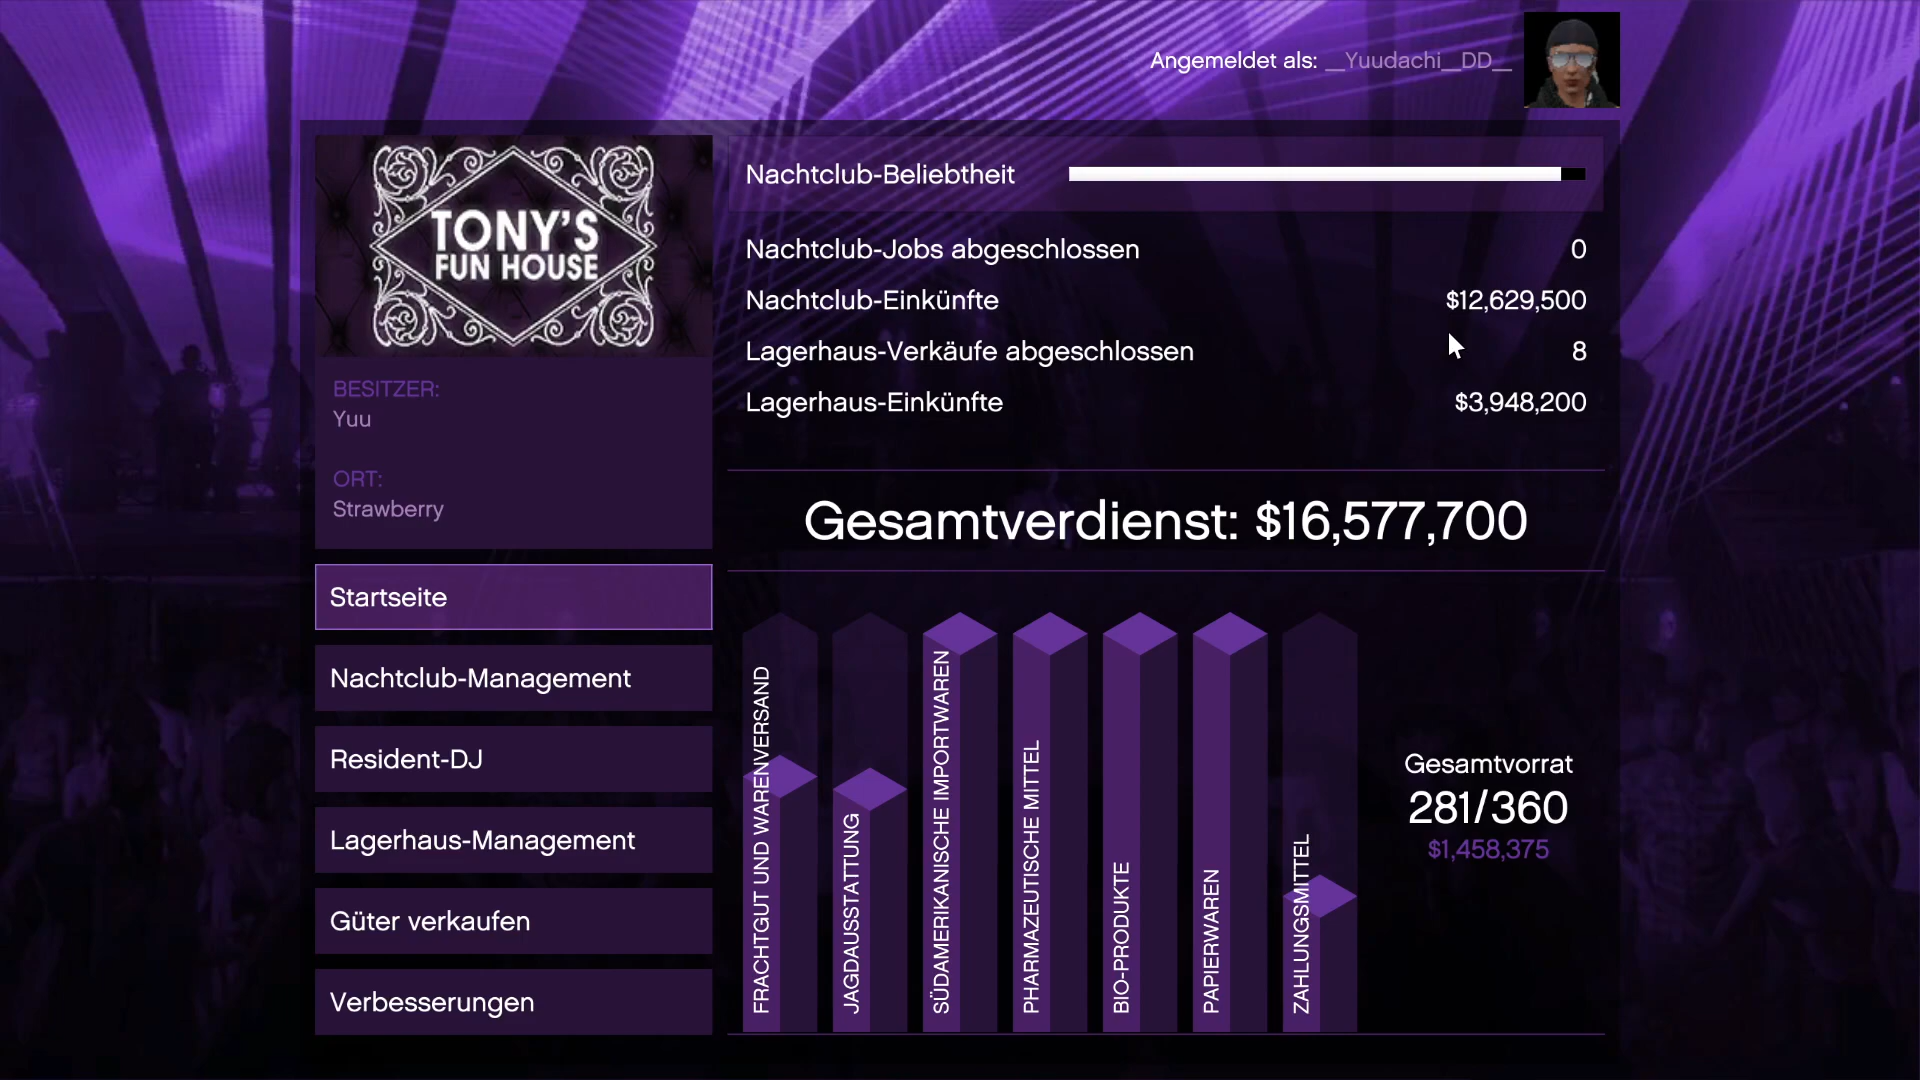 Angemeldet als: __Yuudachi__DD__
TONY'S
FUN HOUSE
BESITZER:
Yuu
ORT:
Strawberry
Startseite
Nachtclub-Management
Resident-DJ
Lagerhaus-Management
Güter verkaufen
Verbesserungen
Nachtclub-Beliebtheit
Nachtclub-Jobs abgeschlossen 0
Nachtclub-Einkünfte $12,629,500
Lagerhaus-Verkäufe abgeschlossen 8
Lagerhaus-Einkünfte $3,948,200
Gesamtverdienst: $16,577,700
FRACHTGUT UND WARENVERSAND
JAGDAUSSTATTUNG
SÜDAMERIKANISCHE IMPORTWAREN
PHARMAZEUTISCHE MITTEL
BIO-PRODUKTE
PAPIERWAREN
ZAHLUNGSMITTEL
Gesamtvorrat
281/360
$1,458,375